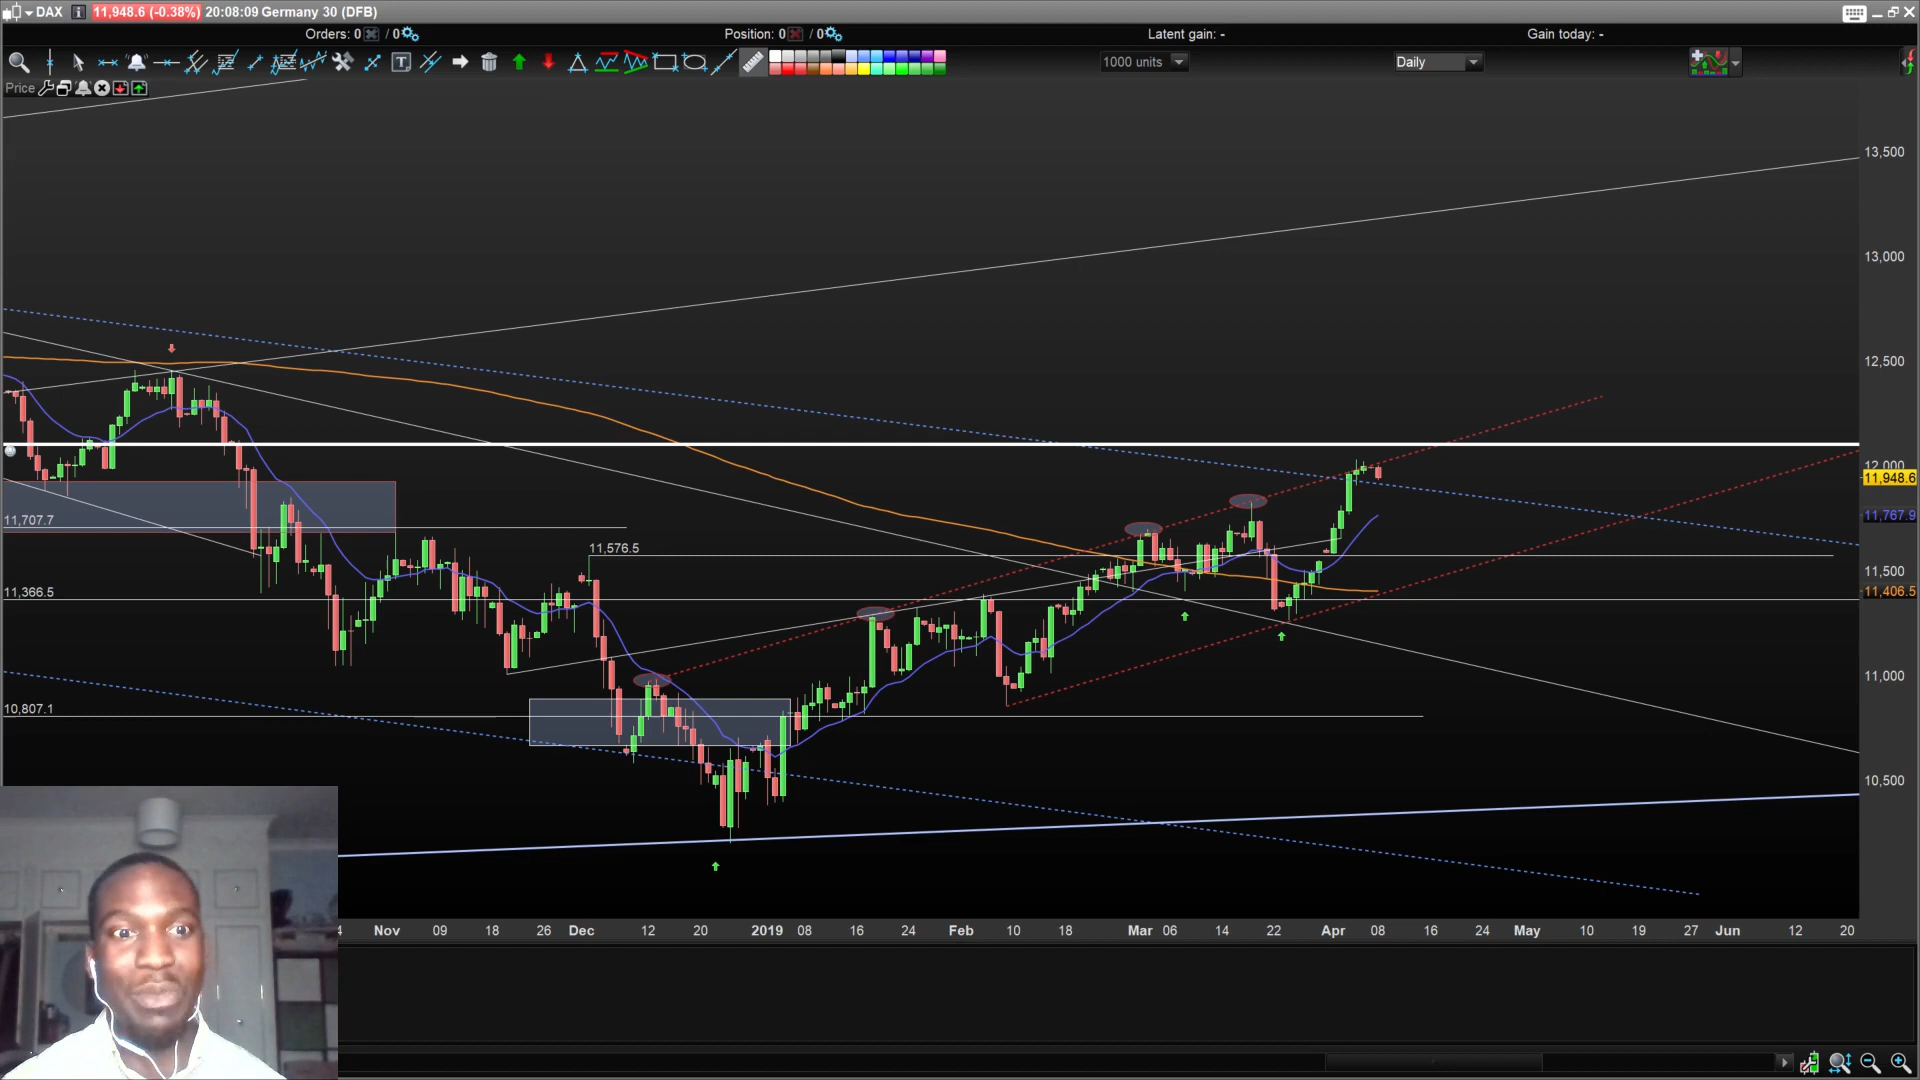 DAX 11,948.6 (-0.38%) 20:08:09 Germany 30 (DFB)
Orders: 0 / 0 Position: 0 / 0 Latent gain: - Gain today: -
1000 units Daily
Price
13,500
13,000
12,500
12,000
11,948.6
11,767.9
11,707.7
11,576.5
11,500
11,406.5
11,366.5
11,000
10,807.1
10,500
4 Nov 09 18 26 Dec 12 20 2019 08 16 24 Feb 10 18 Mar 06 14 22 Apr 08 16 24 May 10 19 27 Jun 12 20